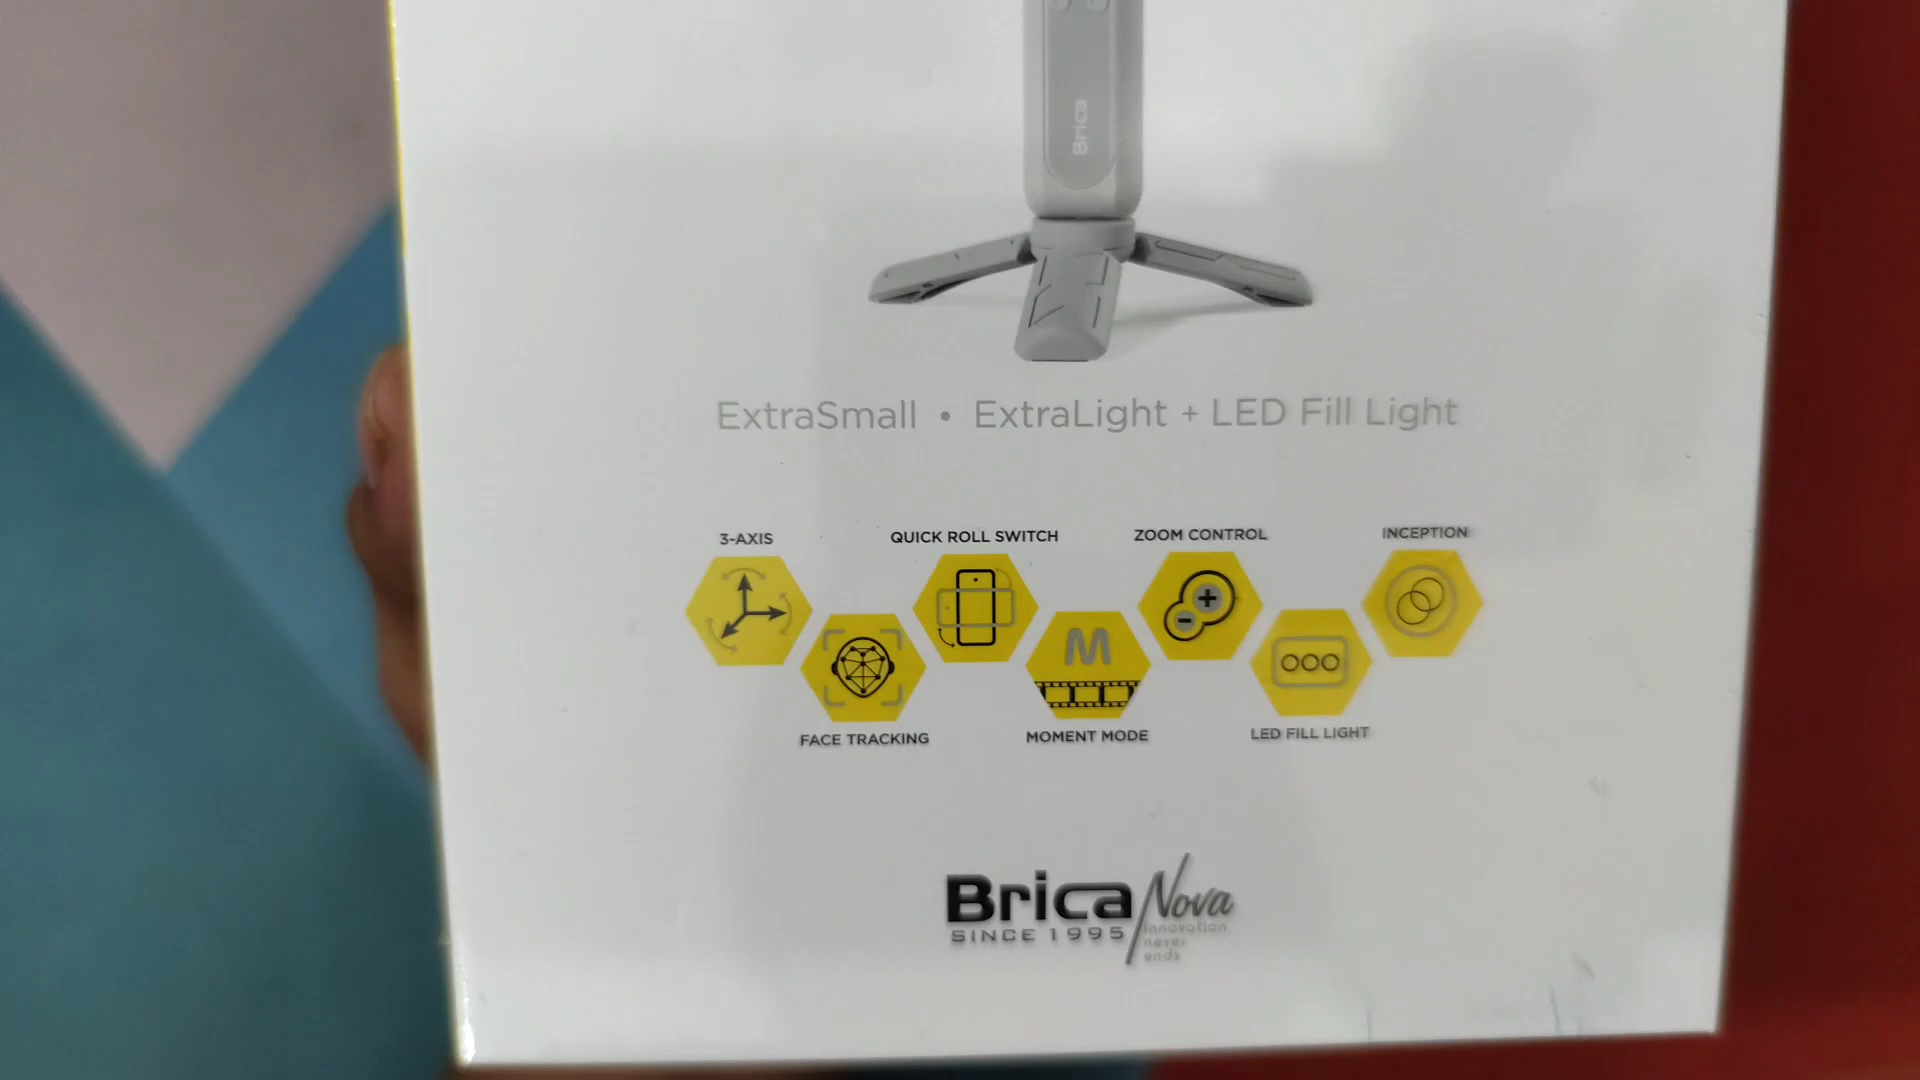 Brica
ExtraSmall • ExtraLight + LED Fill Light
3-AXIS
QUICK ROLL SWITCH
ZOOM CONTROL
INCEPTION
M
FACE TRACKING
MOMENT MODE
LED FILL LIGHT
Brica Nova
SINCE 1995
innovation
never
ends